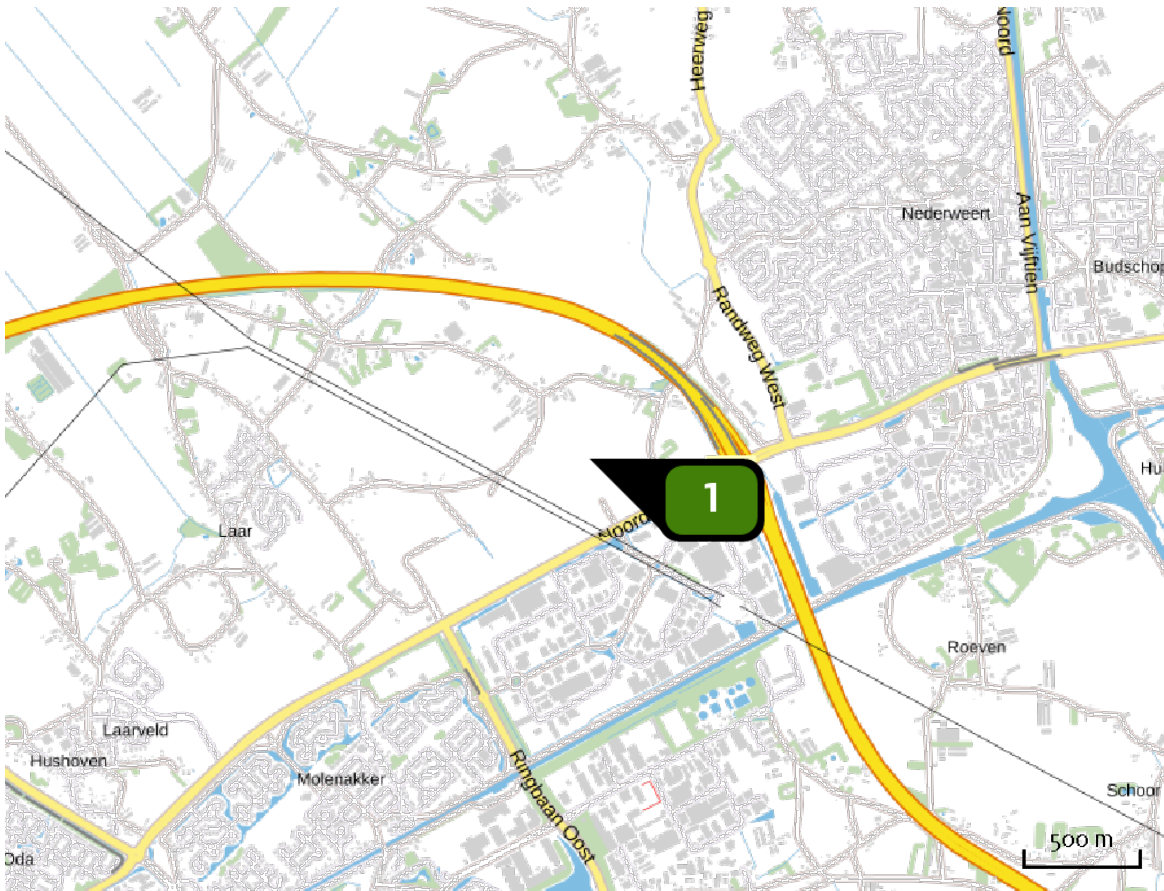 Heerweg
Noord
Nederweert
Aan Vijftien
Budschop
Randweg West
Hu
1
Noord
Laar
Roeven
Laarveld
Hushoven
Molenakker
Ringbaan Oost
Schoor
Oda
500 m